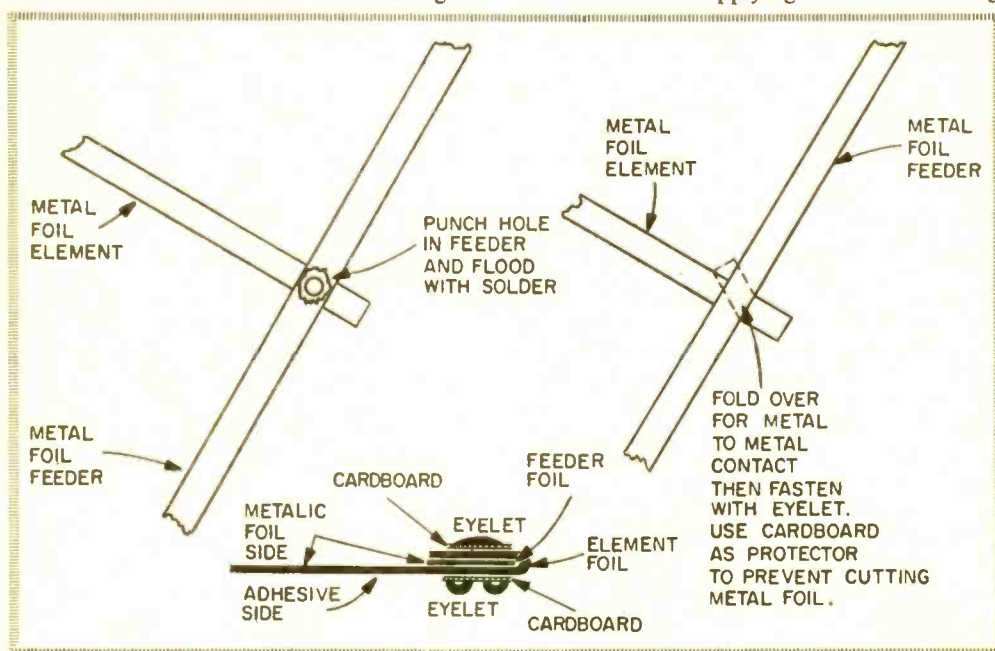 METAL
FOIL
ELEMENT
PUNCH HOLE
IN FEEDER
AND FLOOD
WITH SOLDER
METAL
FOIL
FEEDER
METAL
FOIL
ELEMENT
METAL
FOIL
FEEDER
FOLD OVER
FOR METAL
TO METAL
CONTACT
THEN FASTEN
WITH EYELET.
USE CARDBOARD
AS PROTECTOR
TO PREVENT CUTTING
METAL FOIL.
CARDBOARD
METALIC
FOIL
SIDE
EYELET
FEEDER
FOIL
ELEMENT
FOIL
ADHESIVE
SIDE
EYELET
CARDBOARD